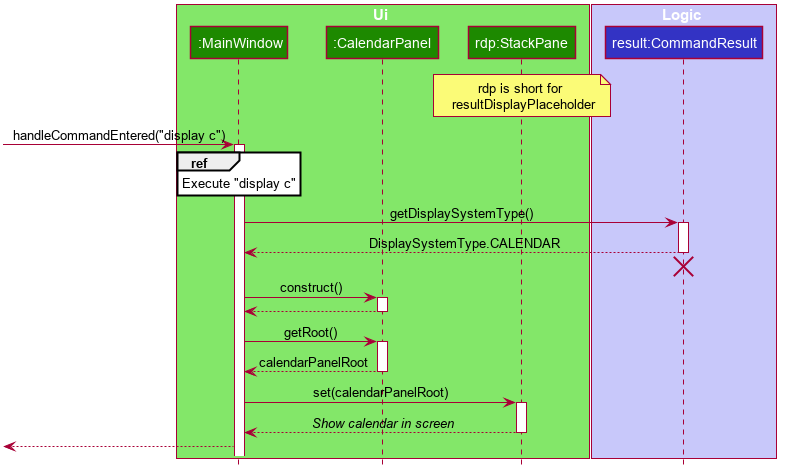 Ui
Logic
:MainWindow
:CalendarPanel
rdp:StackPane
result:CommandResult
rdp is short for
resultDisplayPlaceholder
handleCommandEntered("display c")
ref
Execute "display c"
getDisplaySystemType()
DisplaySystemType.CALENDAR
construct()
getRoot()
calendarPanelRoot
set(calendarPanelRoot)
Show calendar in screen